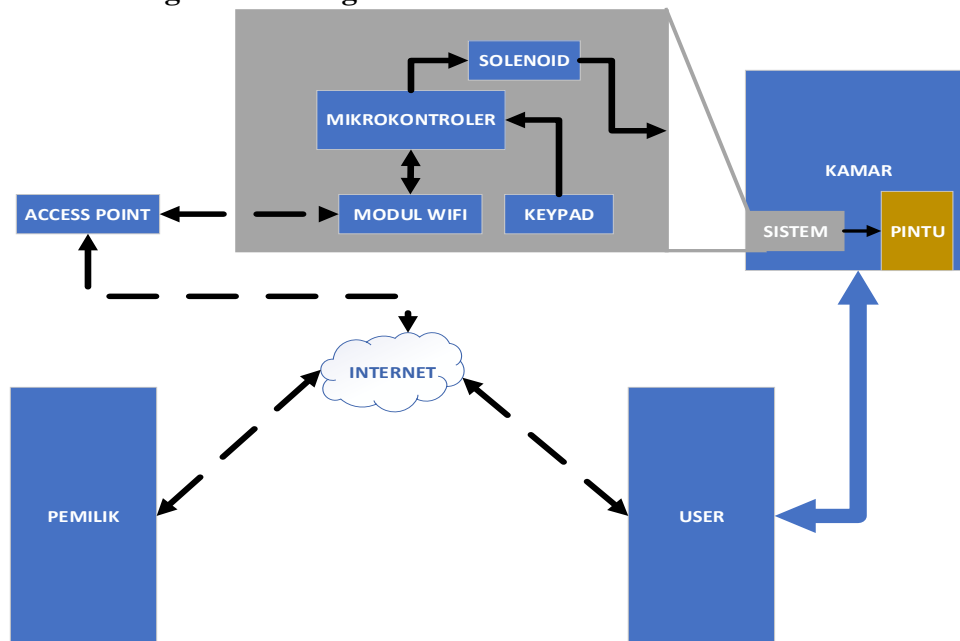 SOLENOID
MIKROKONTROLER
KAMAR
ACCESS POINT
MODUL WIFI
KEYPAD
SISTEM
PINTU
INTERNET
PEMILIK
USER